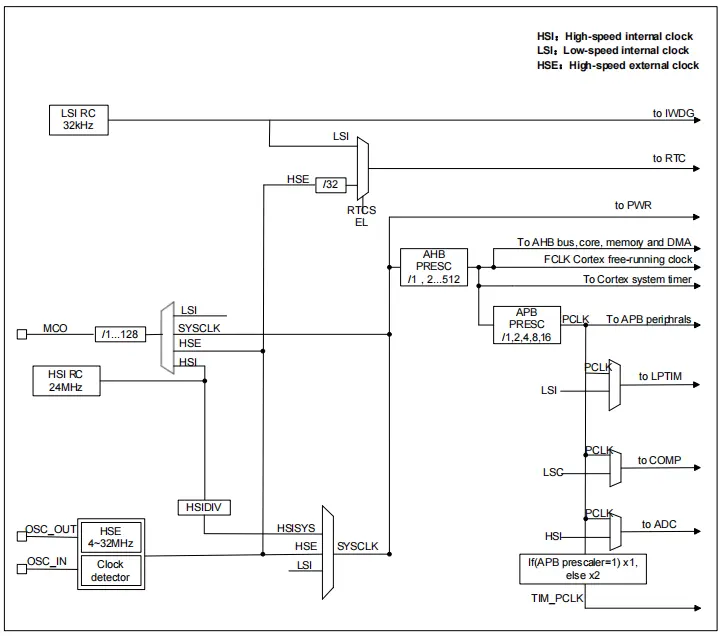 HSI：High-speed internal clock
LSI：Low-speed internal clock
HSE：High-speed external clock
LSI RC
32kHz
to IWDG
LSI
to RTC
HSE
/32
RTCS
EL
to PWR
AHB
PRESC
/1 , 2...512
To AHB bus, core, memory and DMA
FCLK Cortex free-running clock
To Cortex system timer
APB
PRESC
/1,2,4,8,16
PCLK
To APB periphrals
LSI
SYSCLK
HSE
HSI
MCO
/1...128
HSI RC
24MHz
PCLK
LSI
to LPTIM
PCLK
LSC
to COMP
PCLK
HSI
to ADC
HSIDIV
OSC_OUT
OSC_IN
HSE
4~32MHz
Clock
detector
HSISYS
HSE
LSI
SYSCLK
If(APB prescaler=1) x1,
else x2
TIM_PCLK